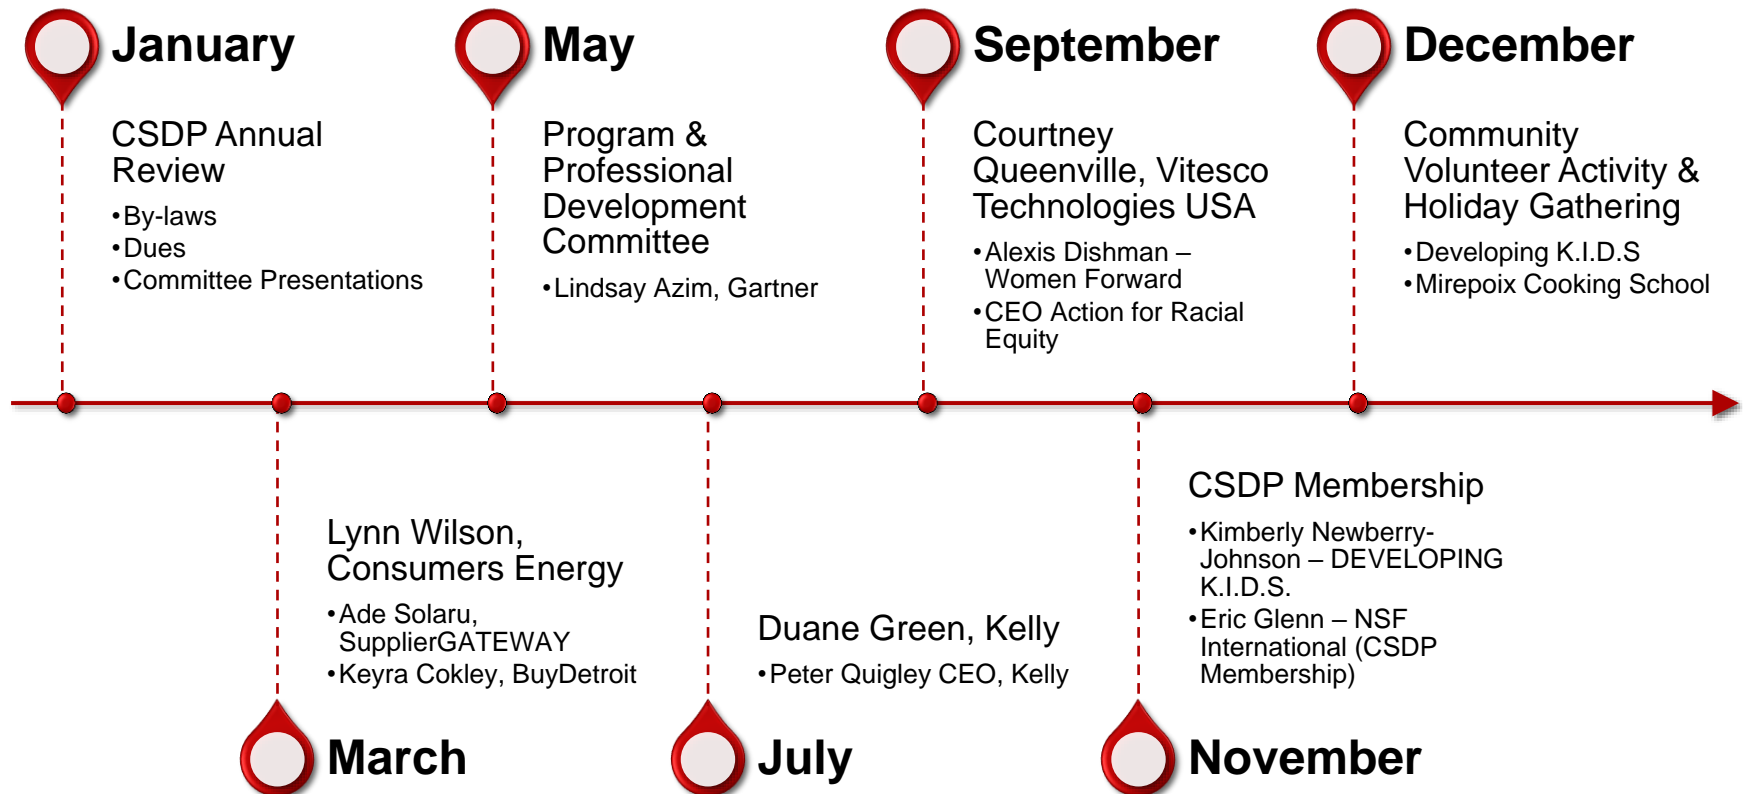 January
CSDP Annual
Review
•By-laws
•Dues
•Committee Presentations
May
Program &
Professional
Development
Committee
•Lindsay Azim, Gartner
September
Courtney
Queenville, Vitesco
Technologies USA
•Alexis Dishman –
Women Forward
•CEO Action for Racial
Equity
December
Community
Volunteer Activity &
Holiday Gathering
•Developing K.I.D.S
•Mirepoix Cooking School
Lynn Wilson,
Consumers Energy
•Ade Solaru,
SupplierGATEWAY
•Keyra Cokley, BuyDetroit
March
Duane Green, Kelly
•Peter Quigley CEO, Kelly
July
CSDP Membership
•Kimberly Newberry-
Johnson – DEVELOPING
K.I.D.S.
•Eric Glenn – NSF
International (CSDP
Membership)
November